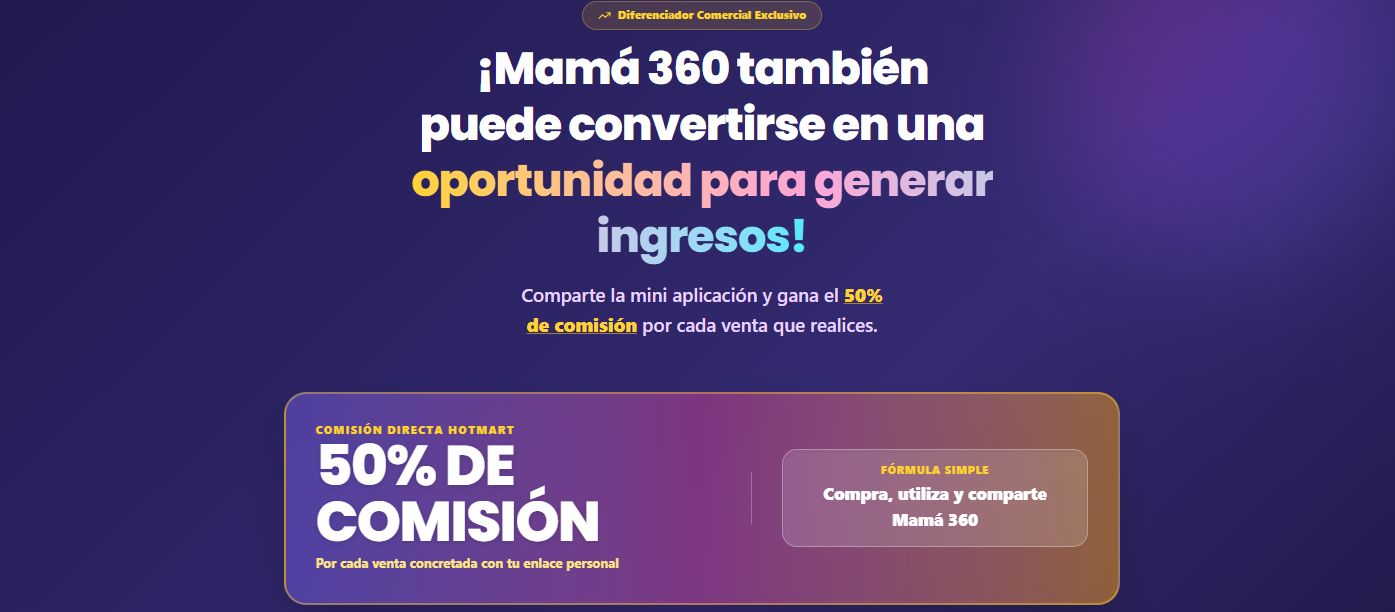 Diferenciador Comercial Exclusivo
¡Mamá 360 también
puede convertirse en una
oportunidad para generar
ingresos!
Comparte la mini aplicación y gana el 50%
de comisión por cada venta que realices.
COMISIÓN DIRECTA HOTMART
50% DE
COMISIÓN
Por cada venta concretada con tu enlace personal
FÓRMULA SIMPLE
Compra, utiliza y comparte
Mamá 360